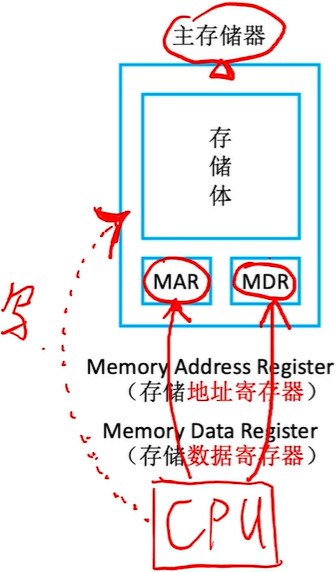 主存储器
存
储
体
MAR MDR
写
Memory Address Register
（存储地址寄存器）
Memory Data Register
（存储数据寄存器）
CPU